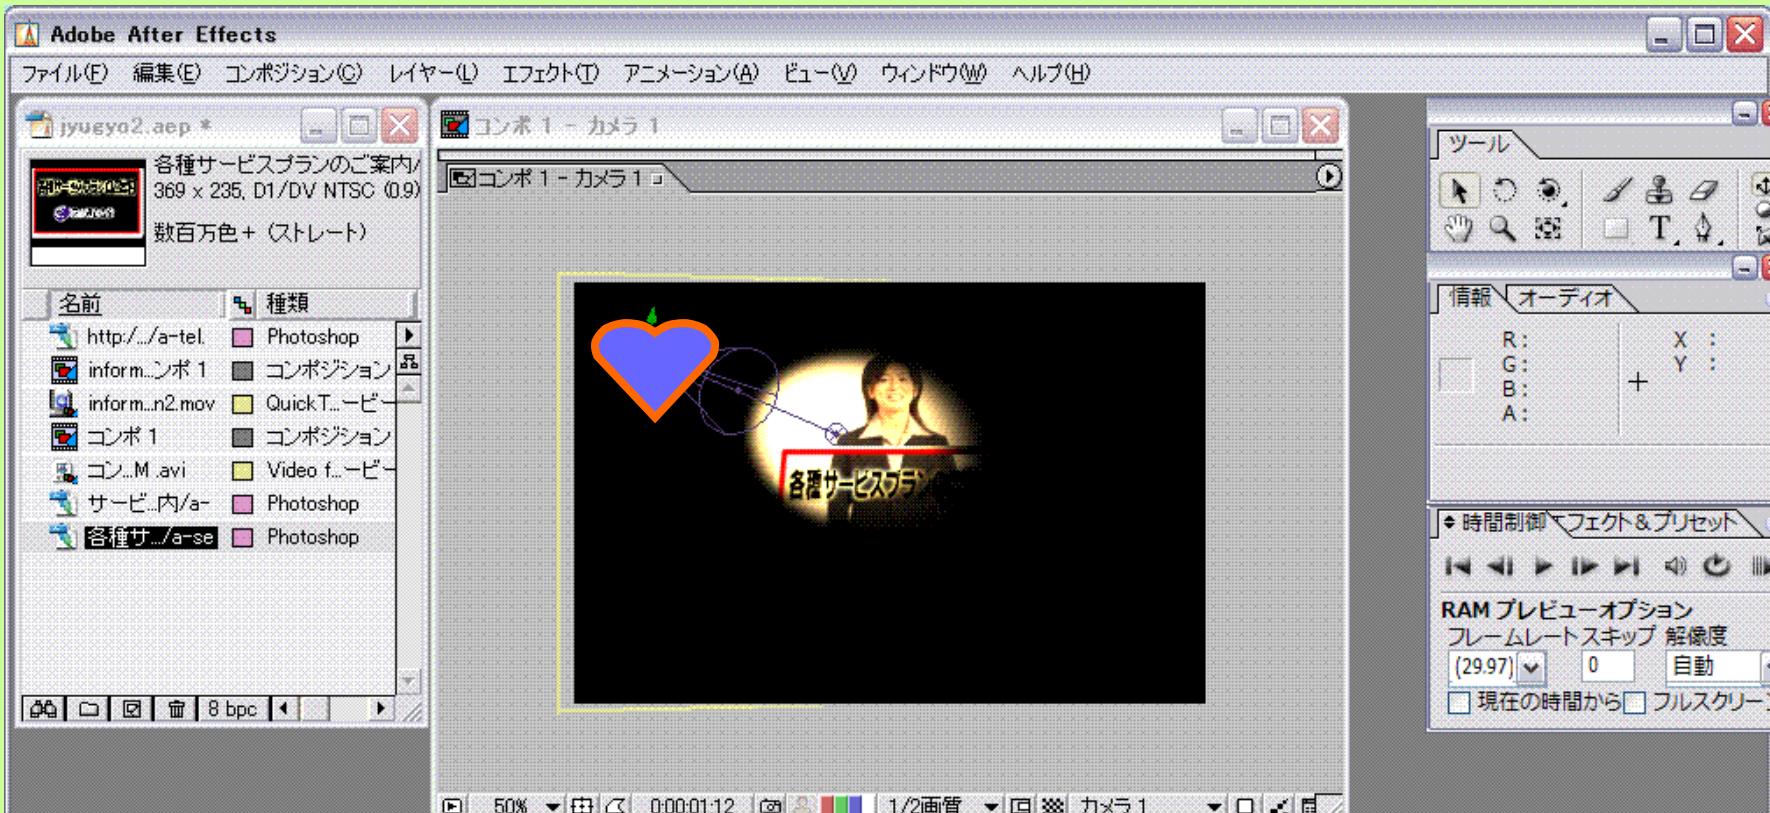 Adobe After Effects
ファイル(F) 編集(E) コンポジション(C) レイヤー(L) エフェクト(T) アニメーション(A) ビュー(V) ウィンドウ(W) ヘルプ(H)
jyugyo2.aep *
各種サービスプランのご案内/
369 x 235, D1/DV NTSC (0.9)
数百万色+ (ストレート)
名前 種類
http:/../a-tel. Photoshop
inform...ンポ 1 コンポジション
inform...n2.mov QuickT...ービー
コンポ 1 コンポジション
コン...M .avi Video f...ービー
サービ...内/a- Photoshop
各種サ.../a-se Photoshop
8 bpc
コンポ 1 - カメラ 1
コンポ 1 - カメラ 1
各種サービスプラン
50% 0:00:01:12 1/2画質 カメラ 1
ツール
T
情報 オーディオ
R :
G :
B :
A :
X :
Y :
時間制御 エフェクト&プリセット
RAM プレビューオプション
フレームレート スキップ 解像度
(29.97) 0 自動
現在の時間から フルスクリーン